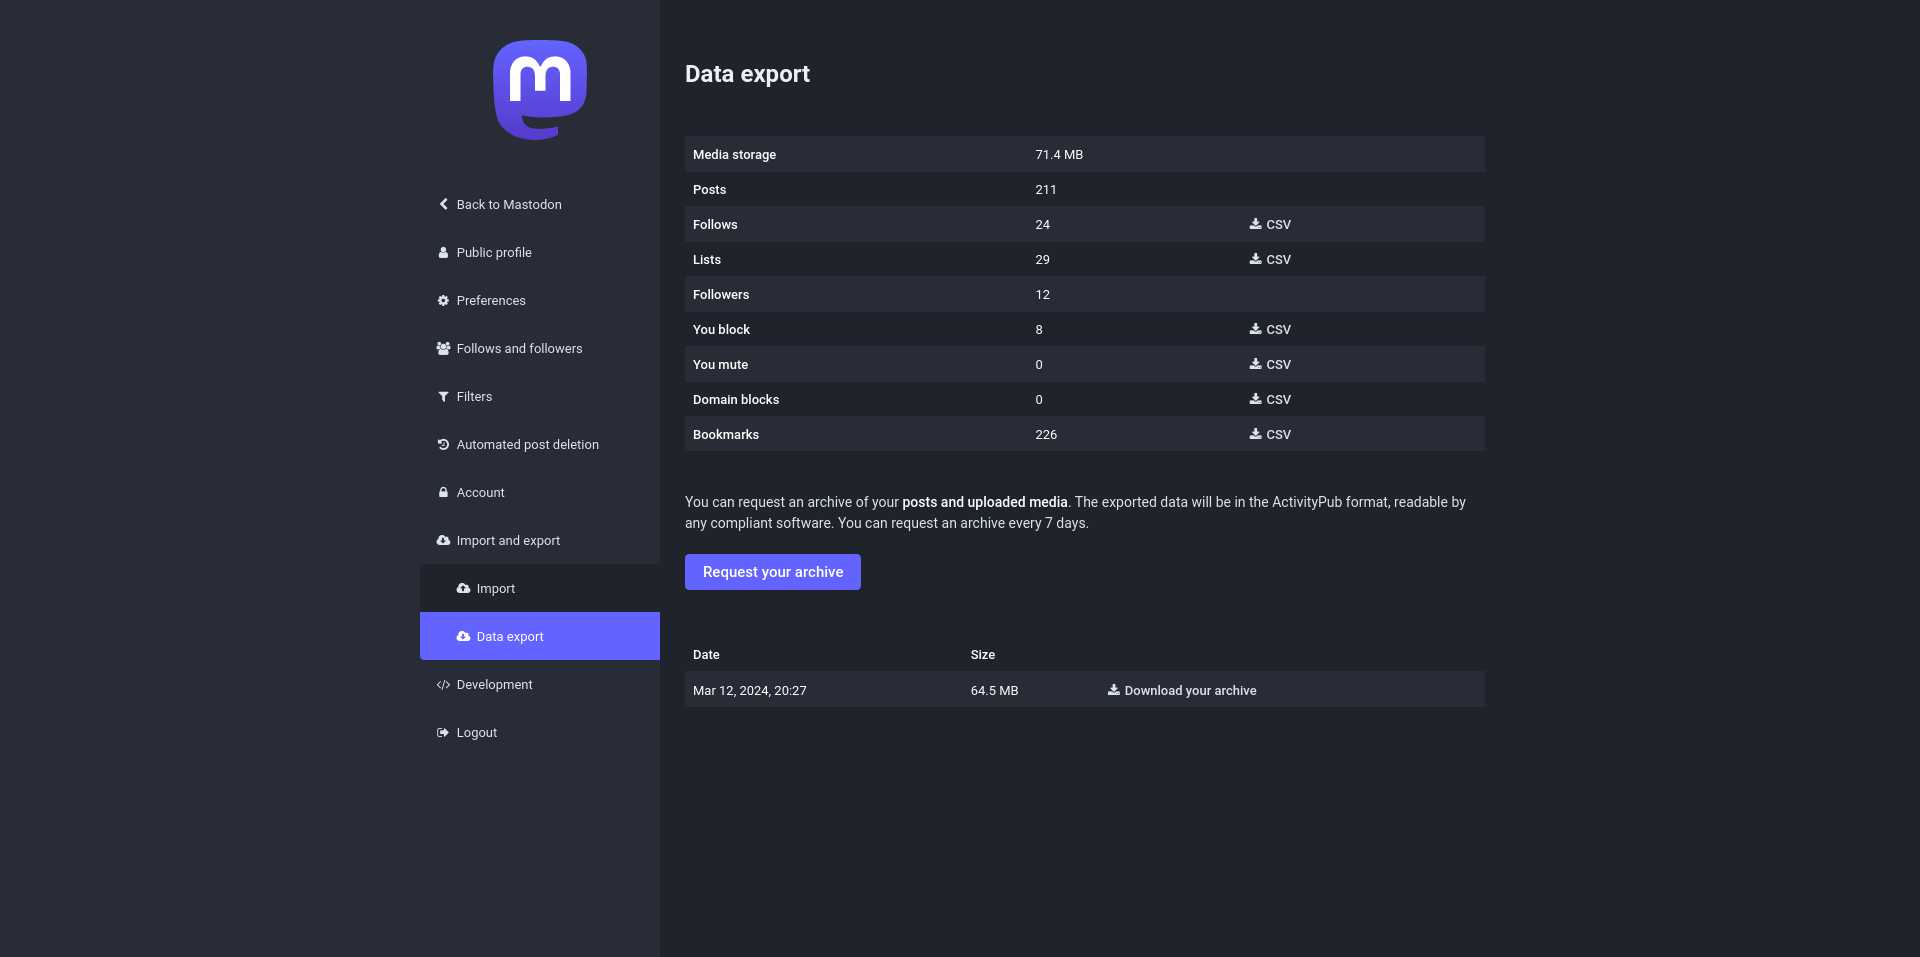 Back to Mastodon
Public profile
Preferences
Follows and followers
Filters
Automated post deletion
Account
Import and export
Import
Data export
Development
Logout
Data export
Media storage 71.4 MB
Posts 211
Follows 24 CSV
Lists 29 CSV
Followers 12
You block 8 CSV
You mute 0 CSV
Domain blocks 0 CSV
Bookmarks 226 CSV
You can request an archive of your posts and uploaded media. The exported data will be in the ActivityPub format, readable by
any compliant software. You can request an archive every 7 days.
Request your archive
Date Size
Mar 12, 2024, 20:27 64.5 MB Download your archive